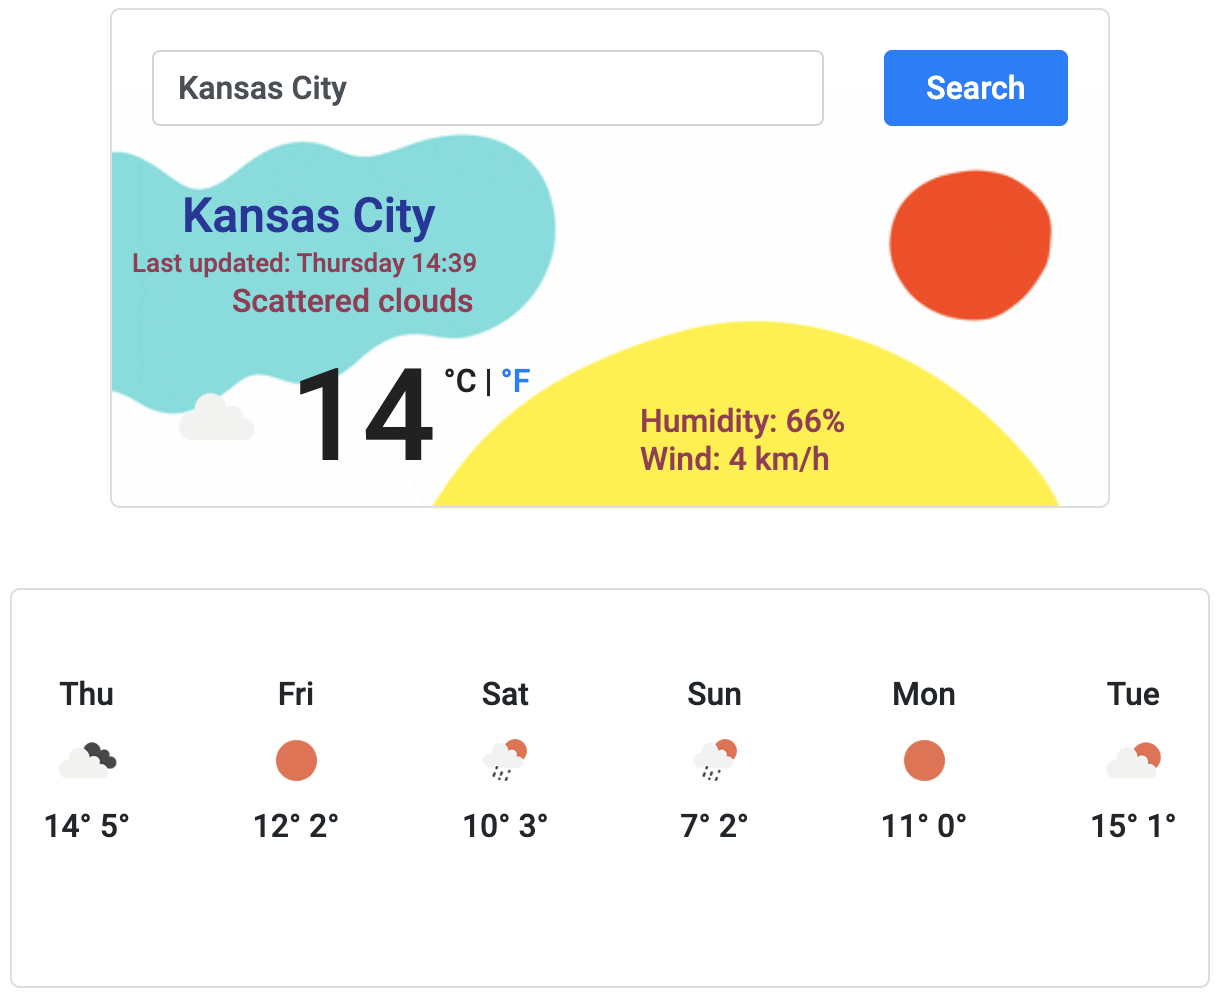 Kansas City
Search
Kansas City
Last updated: Thursday 14:39
Scattered clouds
14 °C | °F
Humidity: 66%
Wind: 4 km/h
Thu Fri Sat Sun Mon Tue
14° 5° 12° 2° 10° 3° 7° 2° 11° 0° 15° 1°